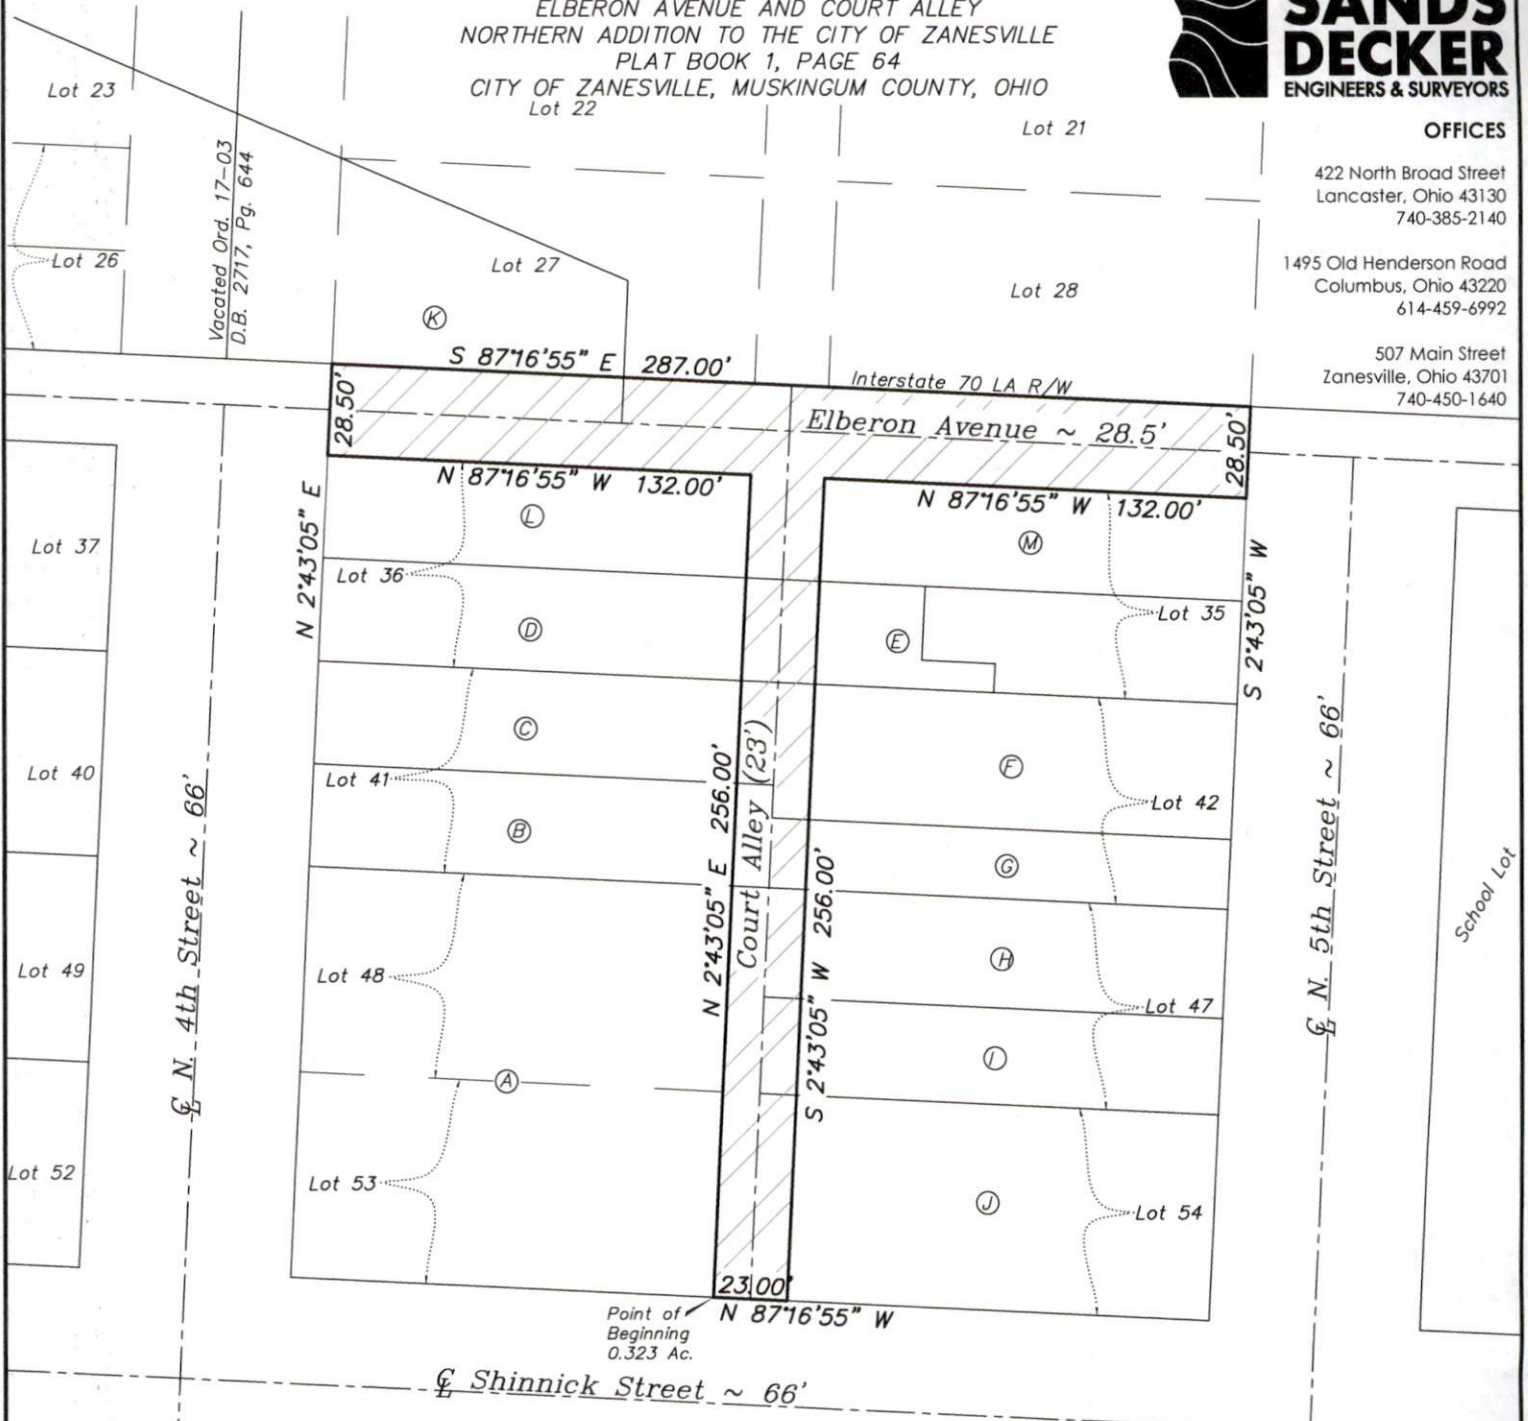 ELBERON AVENUE AND COURT ALLEY
NORTHERN ADDITION TO THE CITY OF ZANESVILLE
PLAT BOOK 1, PAGE 64
CITY OF ZANESVILLE, MUSKINGUM COUNTY, OHIO
SANDS
DECKER
ENGINEERS & SURVEYORS
OFFICES
422 North Broad Street
Lancaster, Ohio 43130
740-385-2140
1495 Old Henderson Road
Columbus, Ohio 43220
614-459-6992
507 Main Street
Zanesville, Ohio 43701
740-450-1640
Lot 23
Lot 22
Lot 21
Vacated Ord. 17-03
D.B. 2717, Pg. 644
Lot 26
Lot 27
Lot 28
K
S 87°16'55" E 287.00'
Interstate 70 LA R/W
28.50'
Elberon Avenue ~ 28.5'
28.50'
N 87°16'55" W 132.00'
N 87°16'55" W 132.00'
N 2°43'05" E
L
M
Lot 37
Lot 36
D
E
Lot 35
S 2°43'05" W
C
F
Lot 40
Lot 41
B
Lot 42
G
N 2°43'05" E 256.00'
Court Alley (23')
S 2°43'05" W 256.00'
℄ N. 4th Street ~ 66'
℄ N. 5th Street ~ 66'
School Lot
Lot 49
Lot 48
H
Lot 47
I
A
Lot 52
Lot 53
J
Lot 54
23.00'
N 87°16'55" W
Point of
Beginning
0.323 Ac.
℄ Shinnick Street ~ 66'